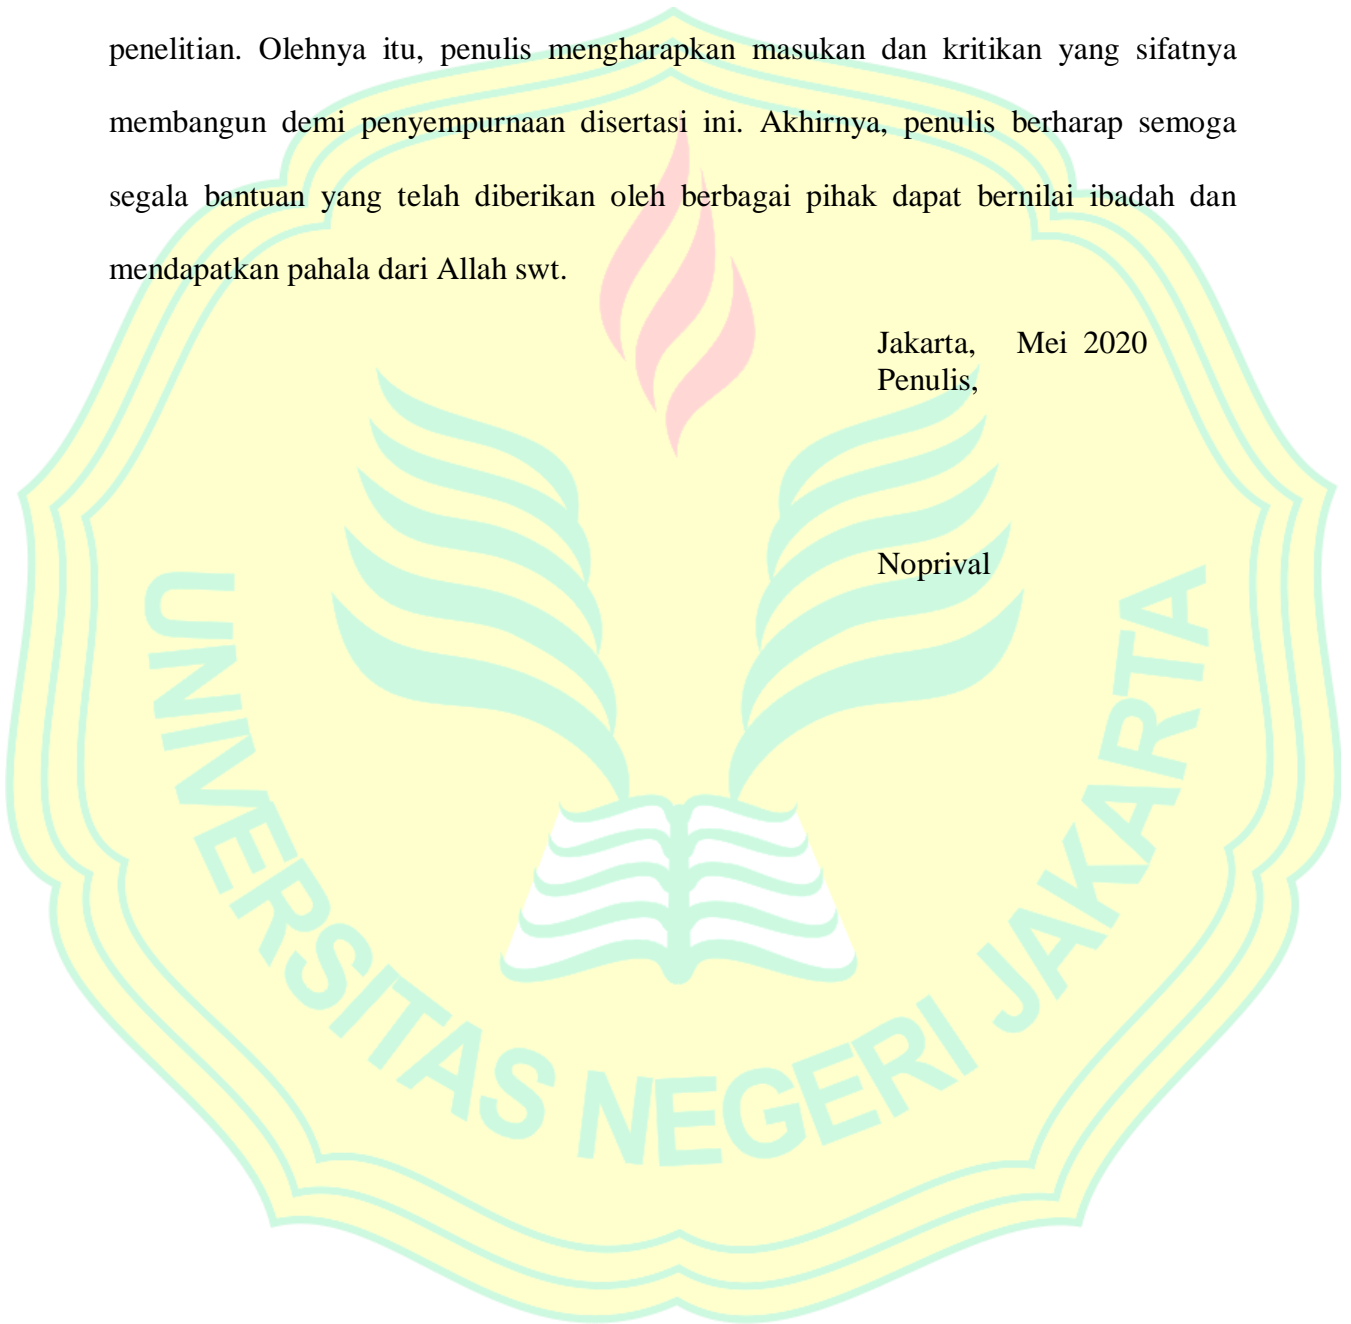 penelitian. Olehnya itu, penulis mengharapkan masukan dan kritikan yang sifatnya
membangun demi penyempurnaan disertasi ini. Akhirnya, penulis berharap semoga
segala bantuan yang telah diberikan oleh berbagai pihak dapat bernilai ibadah dan
mendapatkan pahala dari Allah swt.
Jakarta, Mei 2020
Penulis,
Noprival
UNIVERSITAS NEGERI JAKARTA